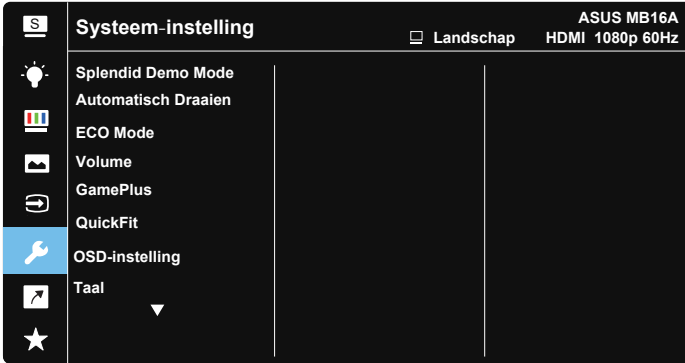 S
Systeem-instelling
ASUS MB16A
Landschap
HDMI 1080p 60Hz
Splendid Demo Mode
Automatisch Draaien
ECO Mode
Volume
GamePlus
QuickFit
OSD-instelling
Taal